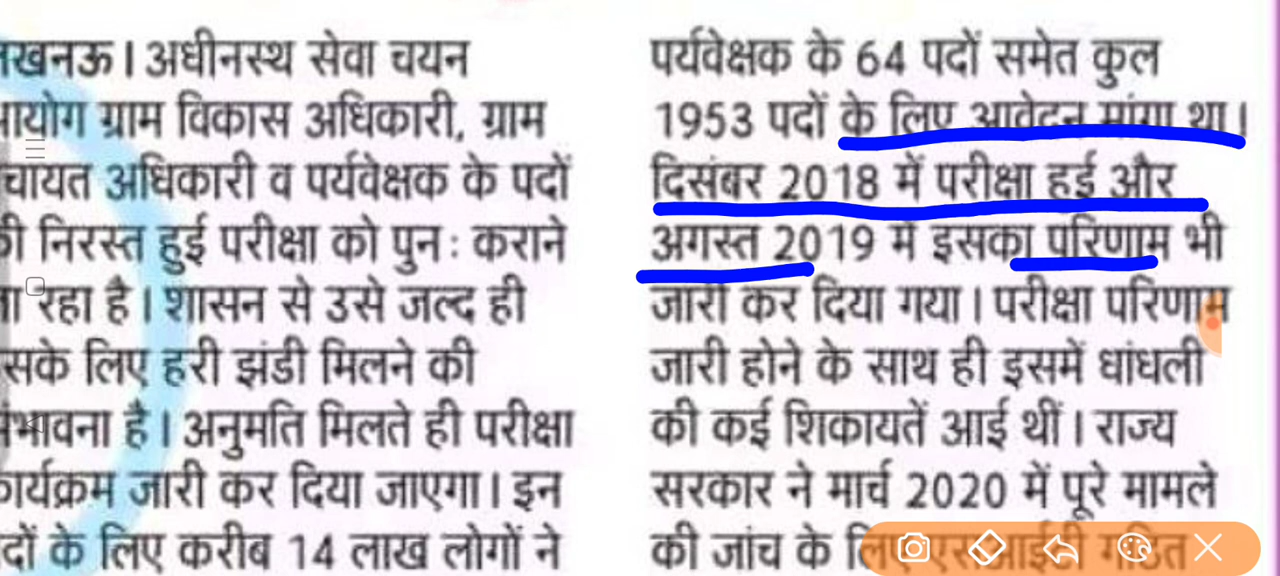 लखनऊ। अधीनस्थ सेवा चयन
आयोग ग्राम विकास अधिकारी, ग्राम
पंचायत अधिकारी व पर्यवेक्षक के पदों
की निरस्त हुई परीक्षा को पुनः कराने
जा रहा है। शासन से उसे जल्द ही
इसके लिए हरी झंडी मिलने की
संभावना है। अनुमति मिलते ही परीक्षा
कार्यक्रम जारी कर दिया जाएगा। इन
पदों के लिए करीब 14 लाख लोगों ने
पर्यवेक्षक के 64 पदों समेत कुल
1953 पदों के लिए आवेदन मांगा था।
दिसंबर 2018 में परीक्षा हुई और
अगस्त 2019 में इसका परिणाम भी
जारी कर दिया गया। परीक्षा परिणाम
जारी होने के साथ ही इसमें धांधली
की कई शिकायतें आई थीं। राज्य
सरकार ने मार्च 2020 में पूरे मामले
की जांच के लिए एसआईटी गठित